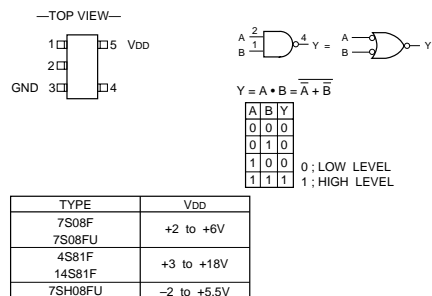 —TOP VIEW—
1 5 VDD
2
GND 3 4
A 2 4 Y = A Y
B 1 B
Y = A • B = A + B
A B Y
0 0 0
0 1 0
1 0 0
1 1 1
0 ; LOW LEVEL
1 ; HIGH LEVEL
TYPE VDD
7S08F
7S08FU
+2 to +6V
4S81F
14S81F
+3 to +18V
7SH08FU –2 to +5.5V